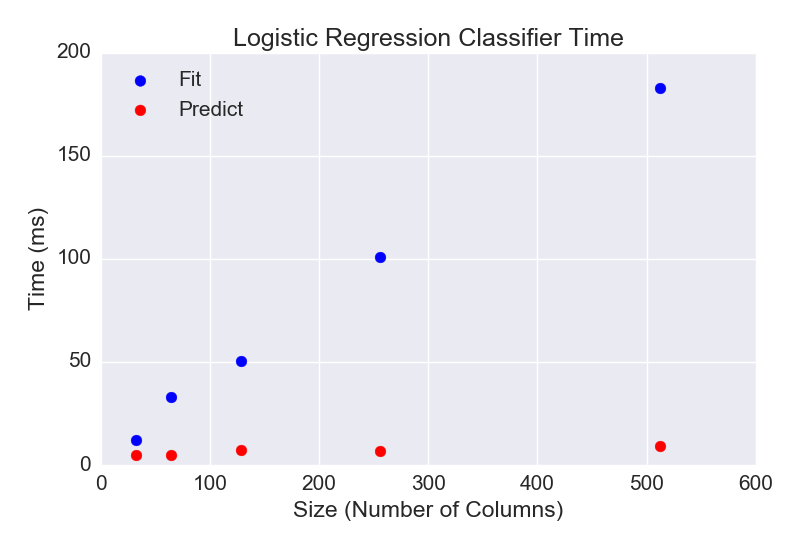 Logistic Regression Classifier Time
200
150
100
50
0
Time (ms)
Fit
Predict
0 100 200 300 400 500 600
Size (Number of Columns)